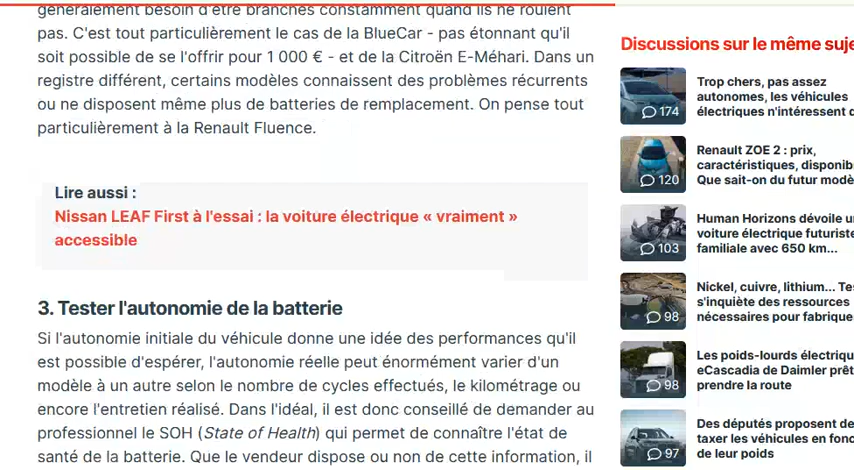 généralement besoin d'être branchés constamment quand ils ne roulent
pas. C'est tout particulièrement le cas de la BlueCar - pas étonnant qu'il
soit possible de se l'offrir pour 1 000 € - et de la Citroën E-Méhari. Dans un
registre différent, certains modèles connaissent des problèmes récurrents
ou ne disposent même plus de batteries de remplacement. On pense tout
particulièrement à la Renault Fluence.
Lire aussi :
Nissan LEAF First à l'essai : la voiture électrique « vraiment »
accessible
3. Tester l'autonomie de la batterie
Si l'autonomie initiale du véhicule donne une idée des performances qu'il
est possible d'espérer, l'autonomie réelle peut énormément varier d'un
modèle à un autre selon le nombre de cycles effectués, le kilométrage ou
encore l'entretien réalisé. Dans l'idéal, il est donc conseillé de demander au
professionnel le SOH (State of Health) qui permet de connaître l'état de
santé de la batterie. Que le vendeur dispose ou non de cette information, il
Discussions sur le même suje
174
Trop chers, pas assez
autonomes, les véhicules
électriques n'intéressent d
120
Renault ZOE 2 : prix,
caractéristiques, disponib
Que sait-on du futur modè
103
Human Horizons dévoile u
voiture électrique futuriste
familiale avec 650 km...
98
Nickel, cuivre, lithium... Te
s'inquiète des ressources
nécessaires pour fabrique
98
Les poids-lourds électriqu
eCascadia de Daimler prêt
prendre la route
97
Des députés proposent de
taxer les véhicules en fonc
de leur poids